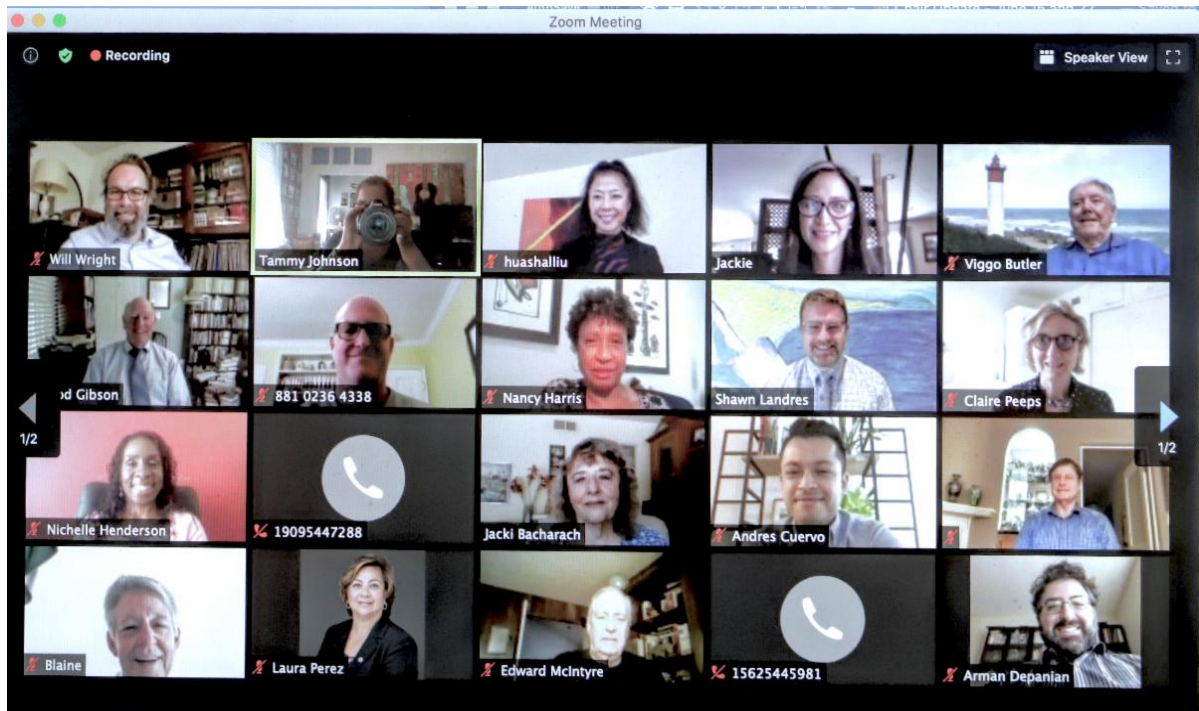 Zoom Meeting
Recording
Speaker View
Will Wright
Tammy Johnson
huashalliu
Jackie
Viggo Butler
od Gibson
881 0236 4338
Nancy Harris
Shawn Landres
Claire Peeps
1/2
1/2
Nichelle Henderson
19095447288
Jacki Bacharach
Andres Cuervo
Blaine
Laura Perez
Edward McIntyre
15625445981
Arman Depanian